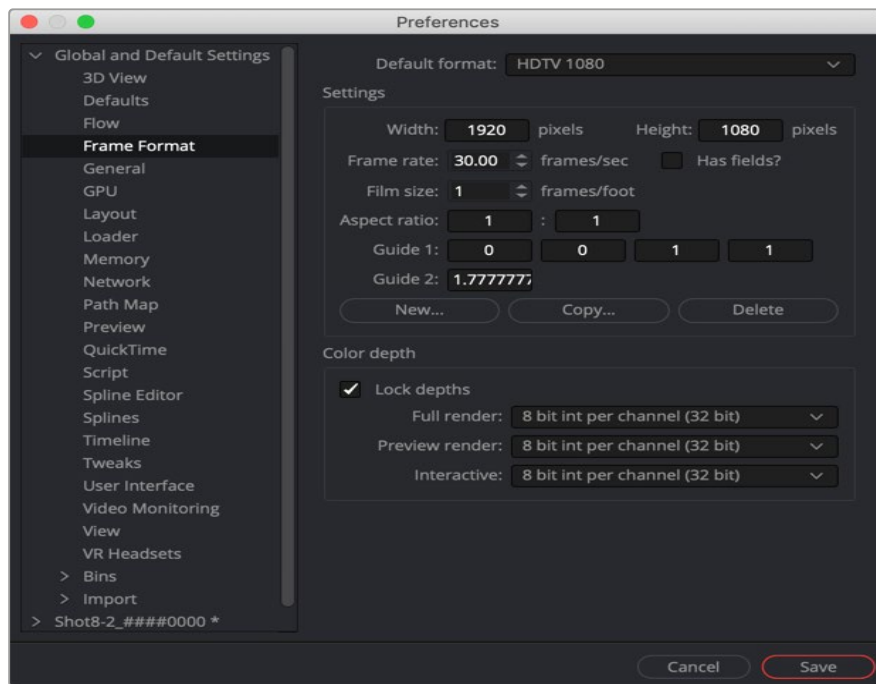 Preferences
Global and Default Settings
3D View
Defaults
Flow
Frame Format
General
GPU
Layout
Loader
Memory
Network
Path Map
Preview
QuickTime
Script
Spline Editor
Splines
Timeline
Tweaks
User Interface
Video Monitoring
View
VR Headsets
> Bins
> Import
> Shot8-2_####0000 *
Default format: HDTV 1080
Settings
Width: 1920 pixels Height: 1080 pixels
Frame rate: 30.00 frames/sec Has fields?
Film size: 1 frames/foot
Aspect ratio: 1 : 1
Guide 1: 0 0 1 1
Guide 2: 1.7777777
New... Copy... Delete
Color depth
Lock depths
Full render: 8 bit int per channel (32 bit)
Preview render: 8 bit int per channel (32 bit)
Interactive: 8 bit int per channel (32 bit)
Cancel Save